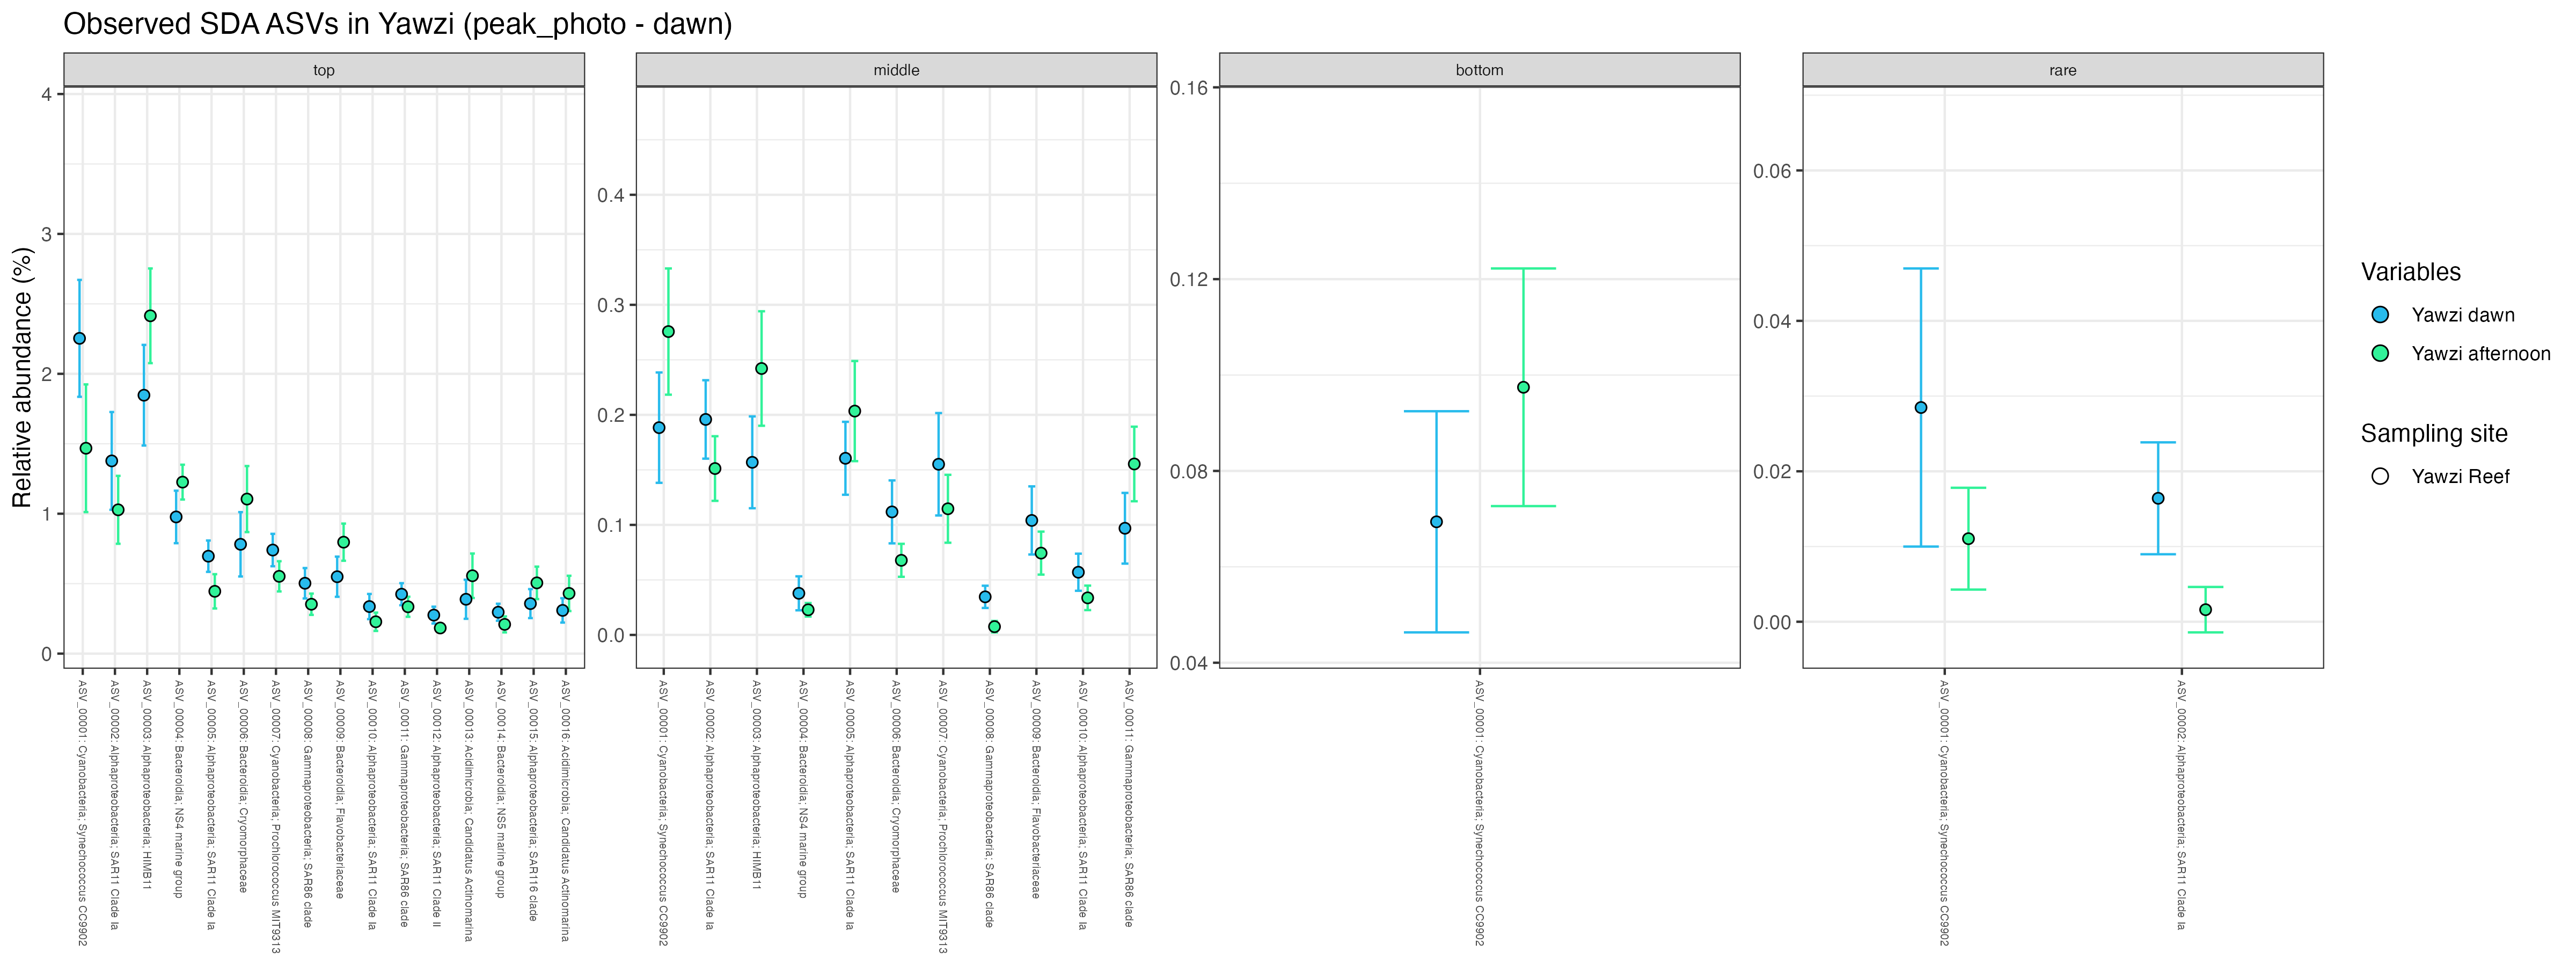 Observed SDA ASVs in Yawzi (peak_photo - dawn)
top
middle
bottom
rare
Relative abundance (%)
4
3
2
1
0
0.4
0.3
0.2
0.1
0.0
0.16
0.12
0.08
0.04
0.06
0.04
0.02
0.00
ASV_00001: Cyanobacteria; Synechococcus CC9902
ASV_00002: Alphaproteobacteria; SAR11 Clade Ia
ASV_00003: Alphaproteobacteria; HIMB11
ASV_00004: Bacteroidia; NS4 marine group
ASV_00005: Alphaproteobacteria; SAR11 Clade Ia
ASV_00006: Bacteroidia; Cryomorphaceae
ASV_00007: Cyanobacteria; Prochlorococcus MIT9313
ASV_00008: Gammaproteobacteria; SAR86 clade
ASV_00009: Bacteroidia; Flavobacteriaceae
ASV_00010: Alphaproteobacteria; SAR11 Clade Ia
ASV_00011: Gammaproteobacteria; SAR86 clade
ASV_00012: Alphaproteobacteria; SAR11 Clade II
ASV_00013: Acidimicrobiia; Candidatus Actinomarina
ASV_00014: Bacteroidia; NS5 marine group
ASV_00015: Alphaproteobacteria; SAR116 clade
ASV_00016: Acidimicrobiia; Candidatus Actinomarina
ASV_00001: Cyanobacteria; Synechococcus CC9902
ASV_00002: Alphaproteobacteria; SAR11 Clade Ia
ASV_00003: Alphaproteobacteria; HIMB11
ASV_00004: Bacteroidia; NS4 marine group
ASV_00005: Alphaproteobacteria; SAR11 Clade Ia
ASV_00006: Bacteroidia; Cryomorphaceae
ASV_00007: Cyanobacteria; Prochlorococcus MIT9313
ASV_00008: Gammaproteobacteria; SAR86 clade
ASV_00009: Bacteroidia; Flavobacteriaceae
ASV_00010: Alphaproteobacteria; SAR11 Clade Ia
ASV_00011: Gammaproteobacteria; SAR86 clade
ASV_00001: Cyanobacteria; Synechococcus CC9902
ASV_00001: Cyanobacteria; Synechococcus CC9902
ASV_00002: Alphaproteobacteria; SAR11 Clade Ia
Variables
Yawzi dawn
Yawzi afternoon
Sampling site
Yawzi Reef